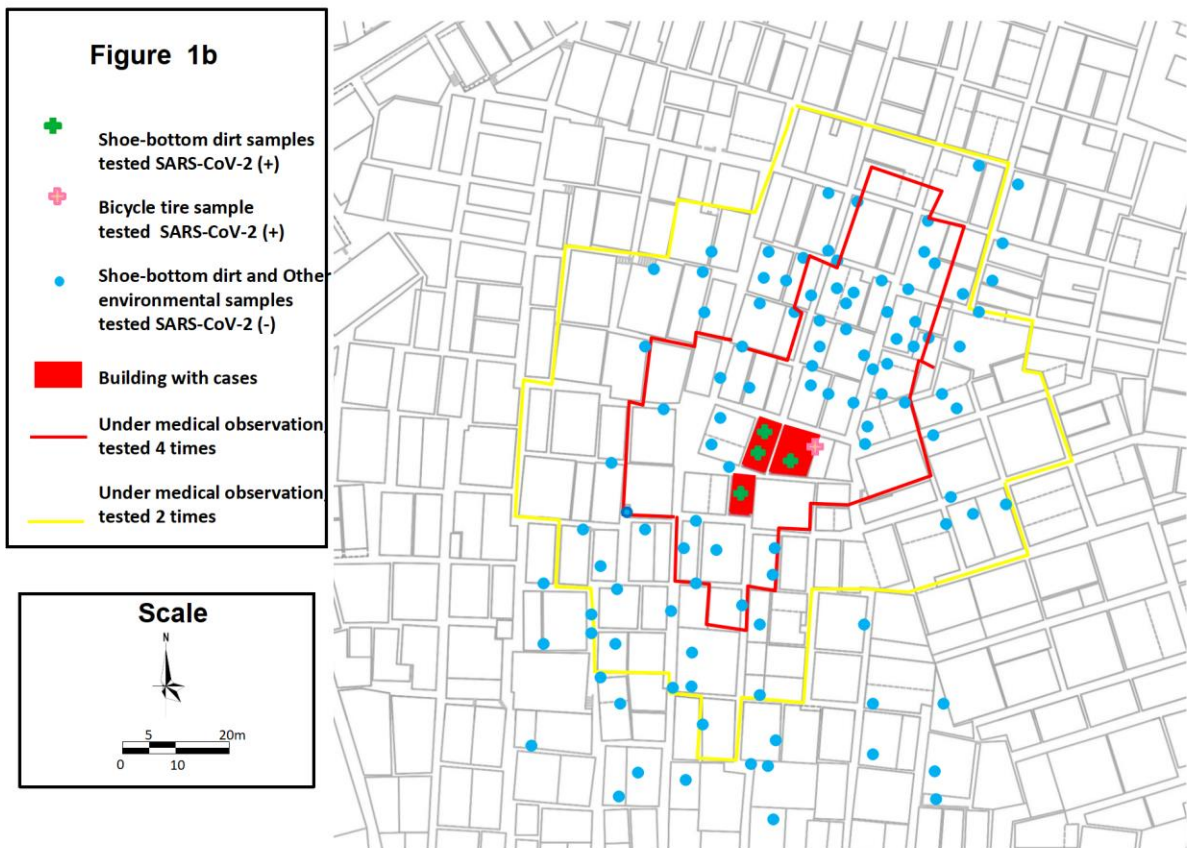 Figure 1b
Shoe-bottom dirt samples
tested SARS-CoV-2 (+)
Bicycle tire sample
tested SARS-CoV-2 (+)
Shoe-bottom dirt and Other
environmental samples
tested SARS-CoV-2 (-)
Building with cases
Under medical observation,
tested 4 times
Under medical observation,
tested 2 times
Scale
N
5 20m
0 10